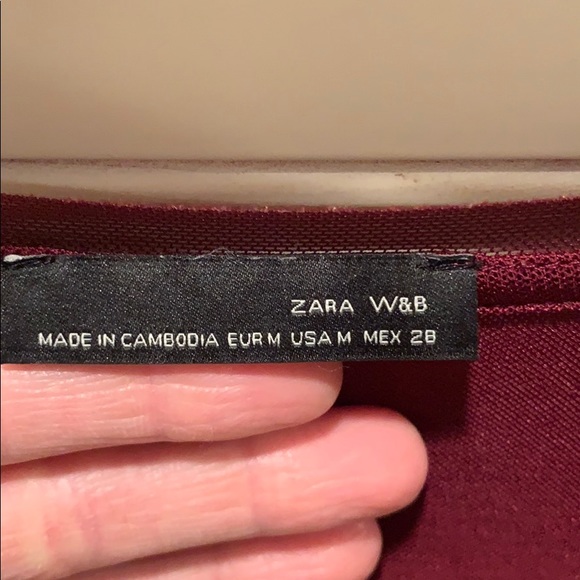 ZARA W&B
MADE IN CAMBODIA EUR M USA M MEX 28